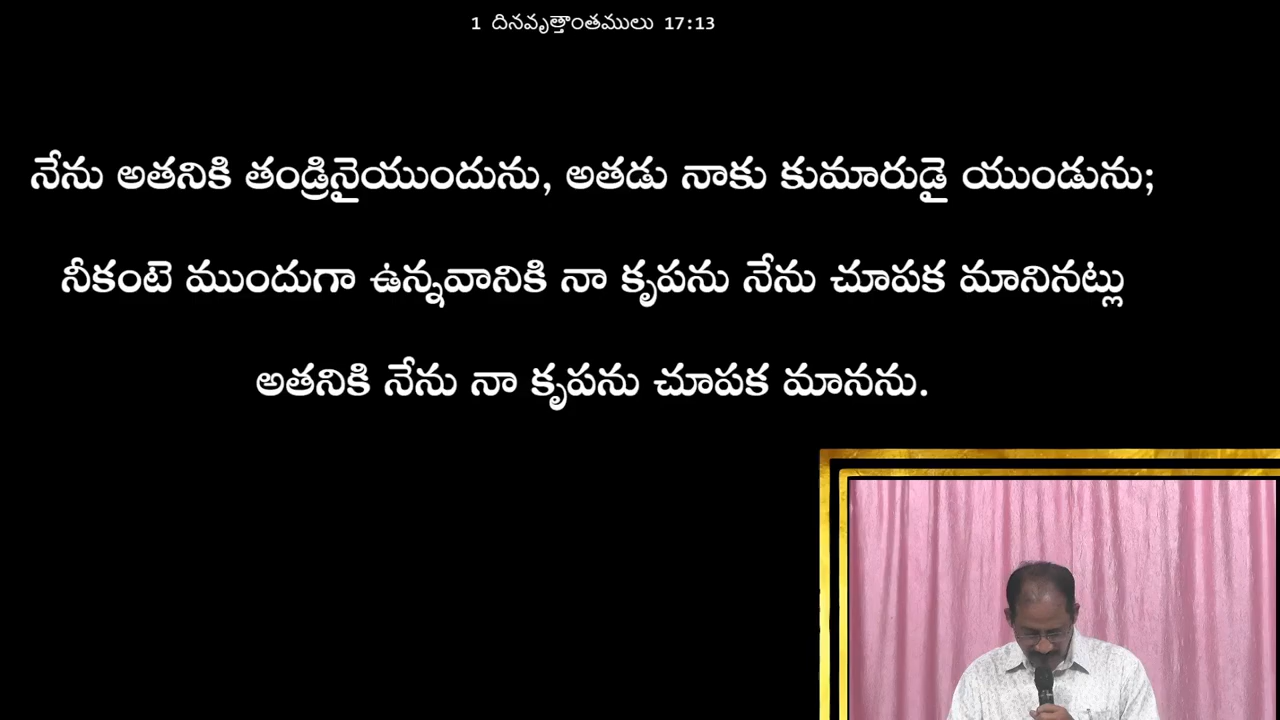 1 దినవృత్తాంతములు 17:13
నేను అతనికి తండ్రినైయుందును, అతడు నాకు కుమారుడై యుండును;
నీకంటె ముందుగా ఉన్నవానికి నా కృపను నేను చూపక మానినట్లు
అతనికి నేను నా కృపను చూపక మానను.